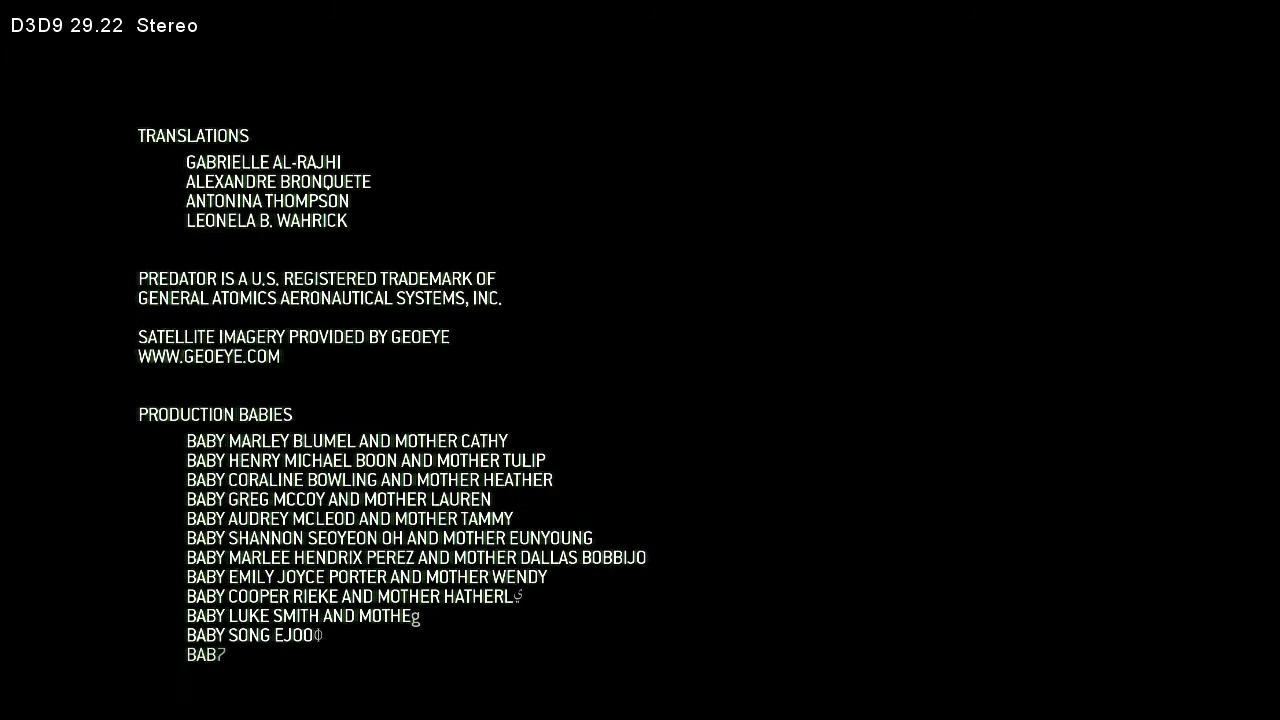 D3D9 29.22 Stereo
TRANSLATIONS
GABRIELLE AL-RAJHI
ALEXANDRE BRONQUETE
ANTONINA THOMPSON
LEONELA B. WAHRICK
PREDATOR IS A U.S. REGISTERED TRADEMARK OF
GENERAL ATOMICS AERONAUTICAL SYSTEMS, INC.
SATELLITE IMAGERY PROVIDED BY GEOEYE
WWW.GEOEYE.COM
PRODUCTION BABIES
BABY MARLEY BLUMEL AND MOTHER CATHY
BABY HENRY MICHAEL BOON AND MOTHER TULIP
BABY CORALINE BOWLING AND MOTHER HEATHER
BABY GREG MCCOY AND MOTHER LAUREN
BABY AUDREY MCLEOD AND MOTHER TAMMY
BABY SHANNON SEOYEON OH AND MOTHER EUNYOUNG
BABY MARLEE HENDRIX PEREZ AND MOTHER DALLAS BOBBIJO
BABY EMILY JOYCE PORTER AND MOTHER WENDY
BABY COOPER RIEKE AND MOTHER HATHERLي
BABY LUKE SMITH AND MOTHEg
BABY SONG EJOOФ
BAB7